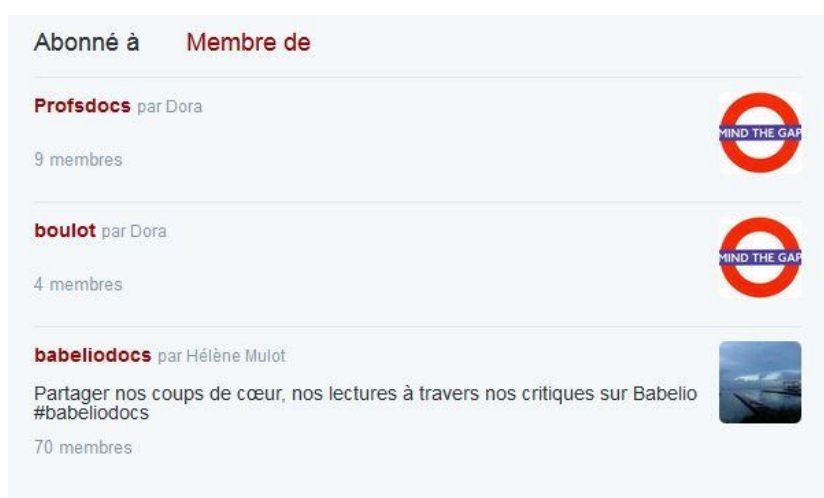 Abonné à Membre de
Profsdocs par Dora
MIND THE GAP
9 membres
boulot par Dora
MIND THE GAP
4 membres
babeliodocs par Hélène Mulot
Partager nos coups de cœur, nos lectures à travers nos critiques sur Babelio
#babeliodocs
70 membres